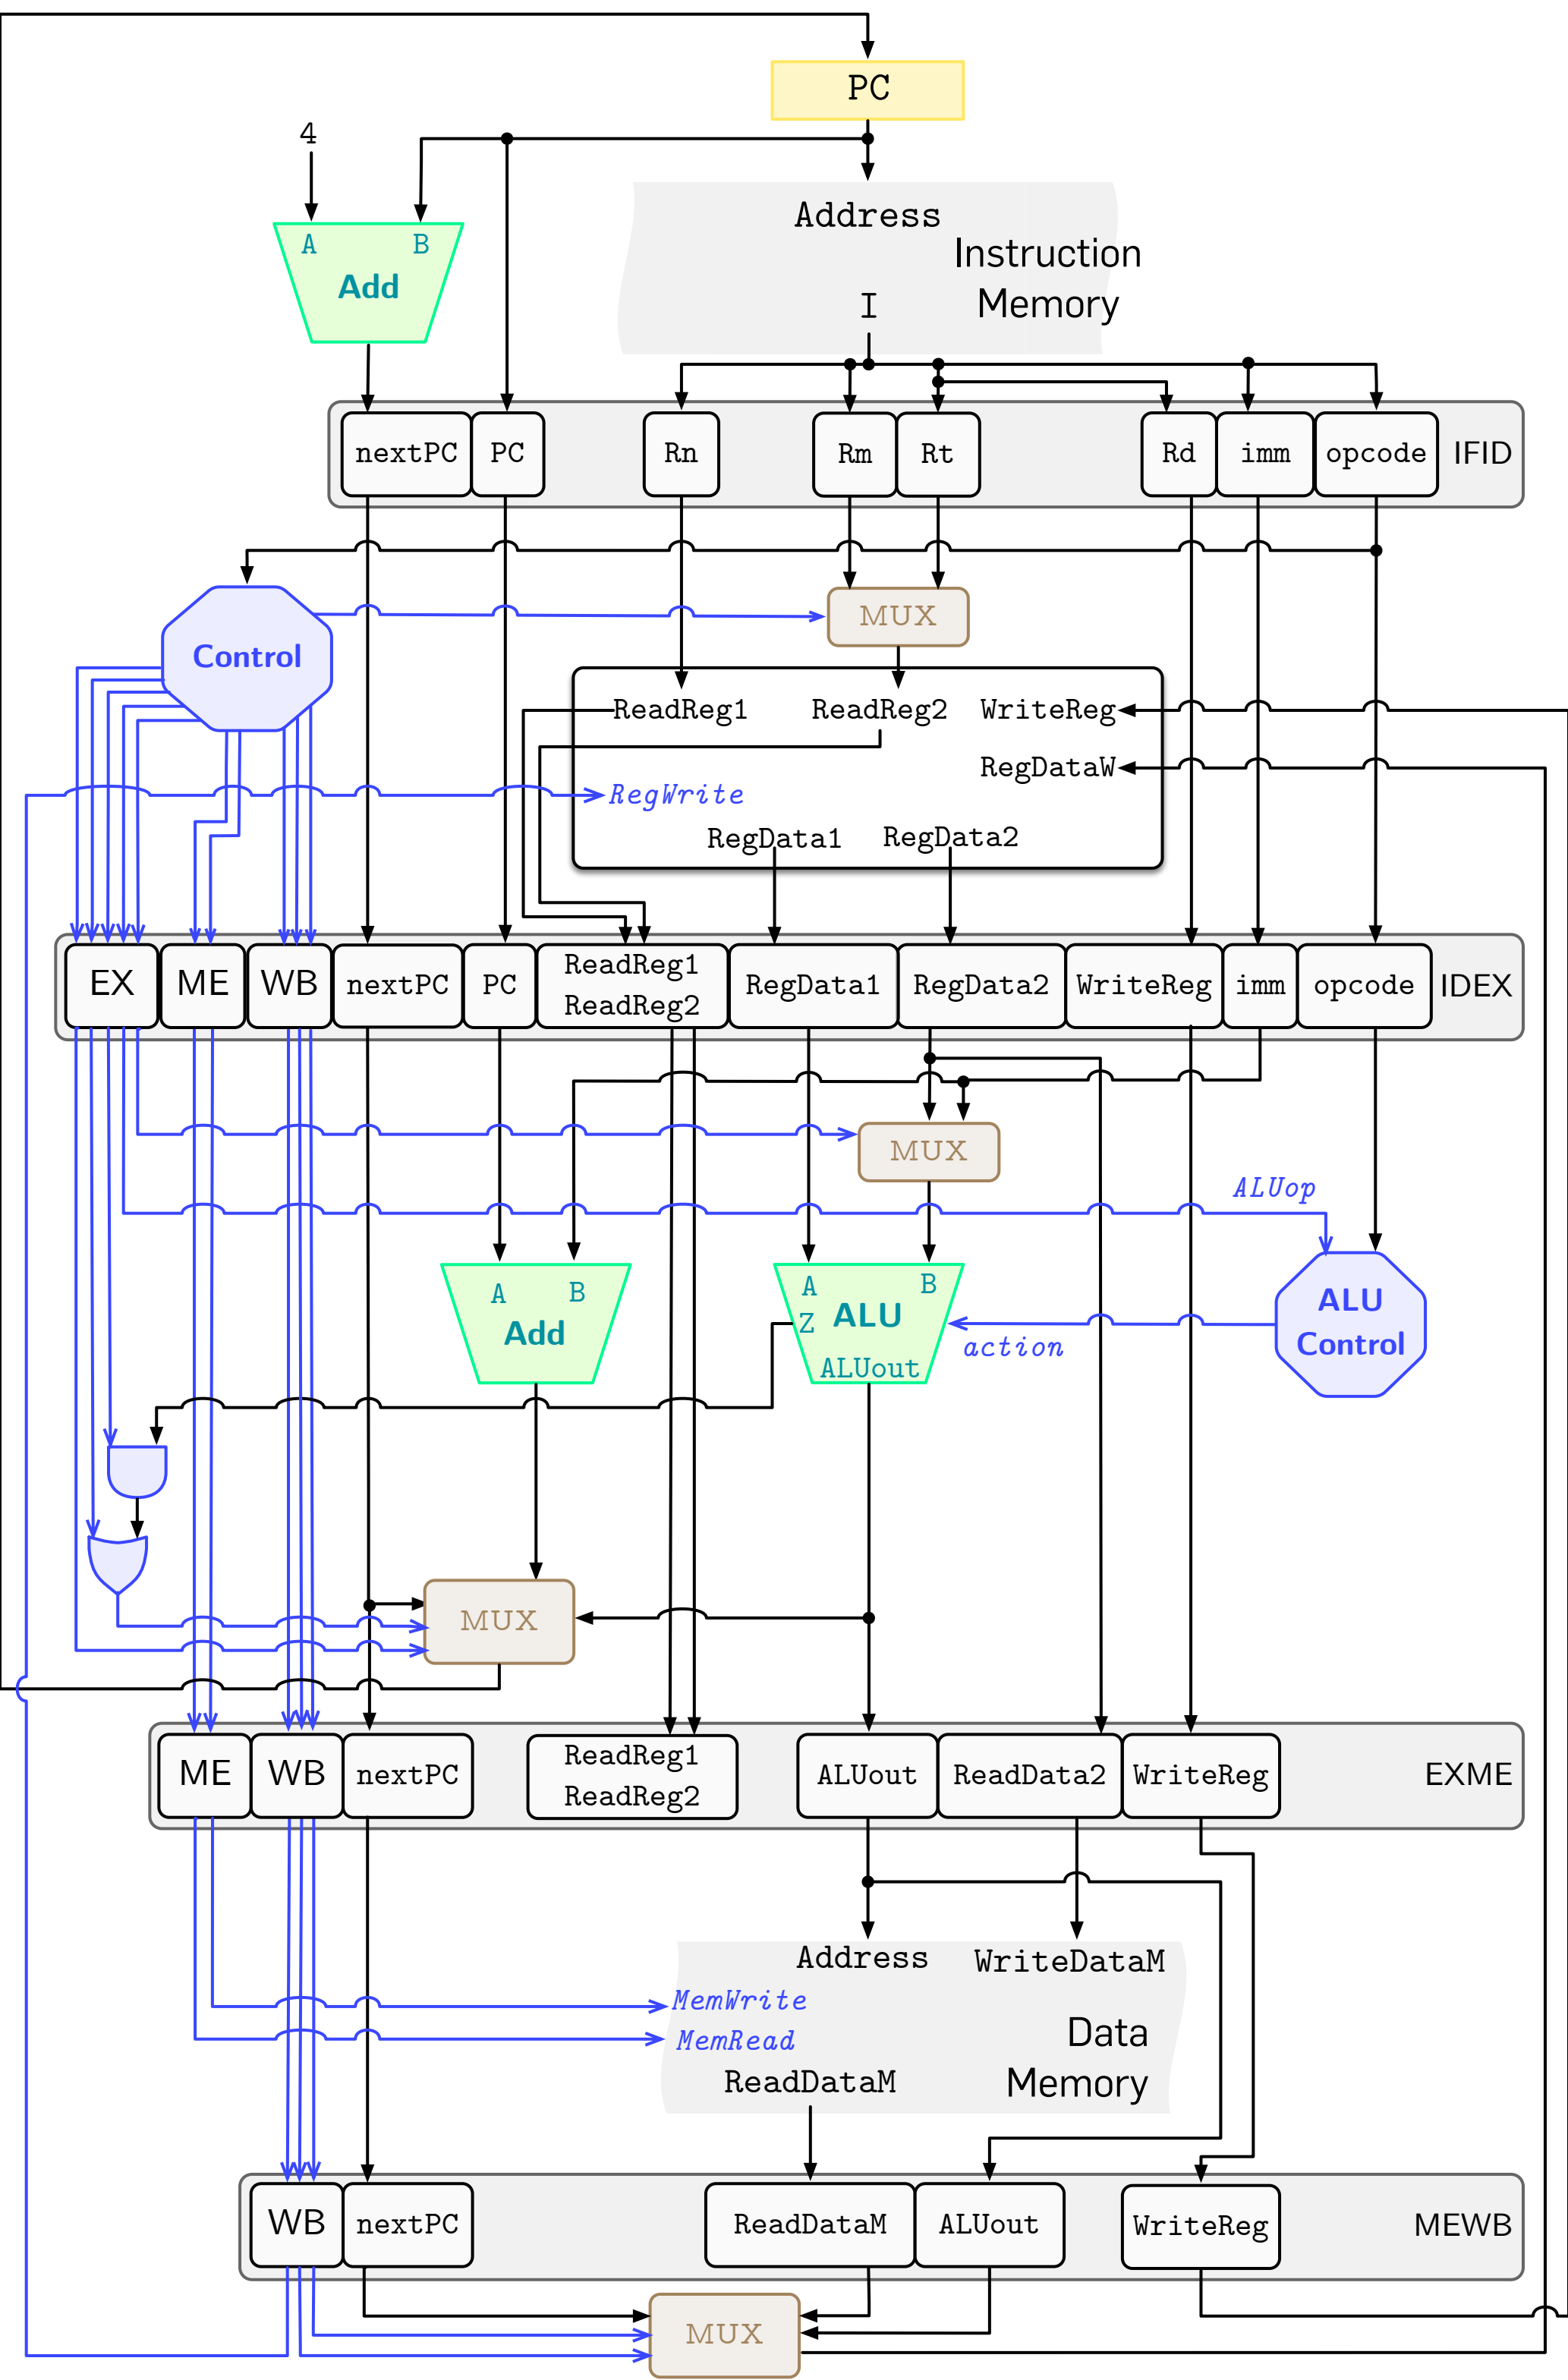 PC
4
Address
A B
Instruction
Add
Memory
I
nextPC PC Rn Rm Rt Rd imm opcode IFID
MUX
Control
ReadReg1 ReadReg2 WriteReg
RegDataW
RegWrite
RegData1 RegData2
EX ME WB nextPC PC ReadReg1 RegData1 RegData2 WriteReg imm opcode IDEX
ReadReg2
MUX
ALUop
A B
Add
A B
Z ALU
ALUout
action
ALU
Control
MUX
ME WB nextPC ReadReg1 ALUout ReadData2 WriteReg EXME
ReadReg2
Address WriteDataM
MemWrite
Data
MemRead
Memory
ReadDataM
WB nextPC ReadDataM ALUout WriteReg MEWB
MUX